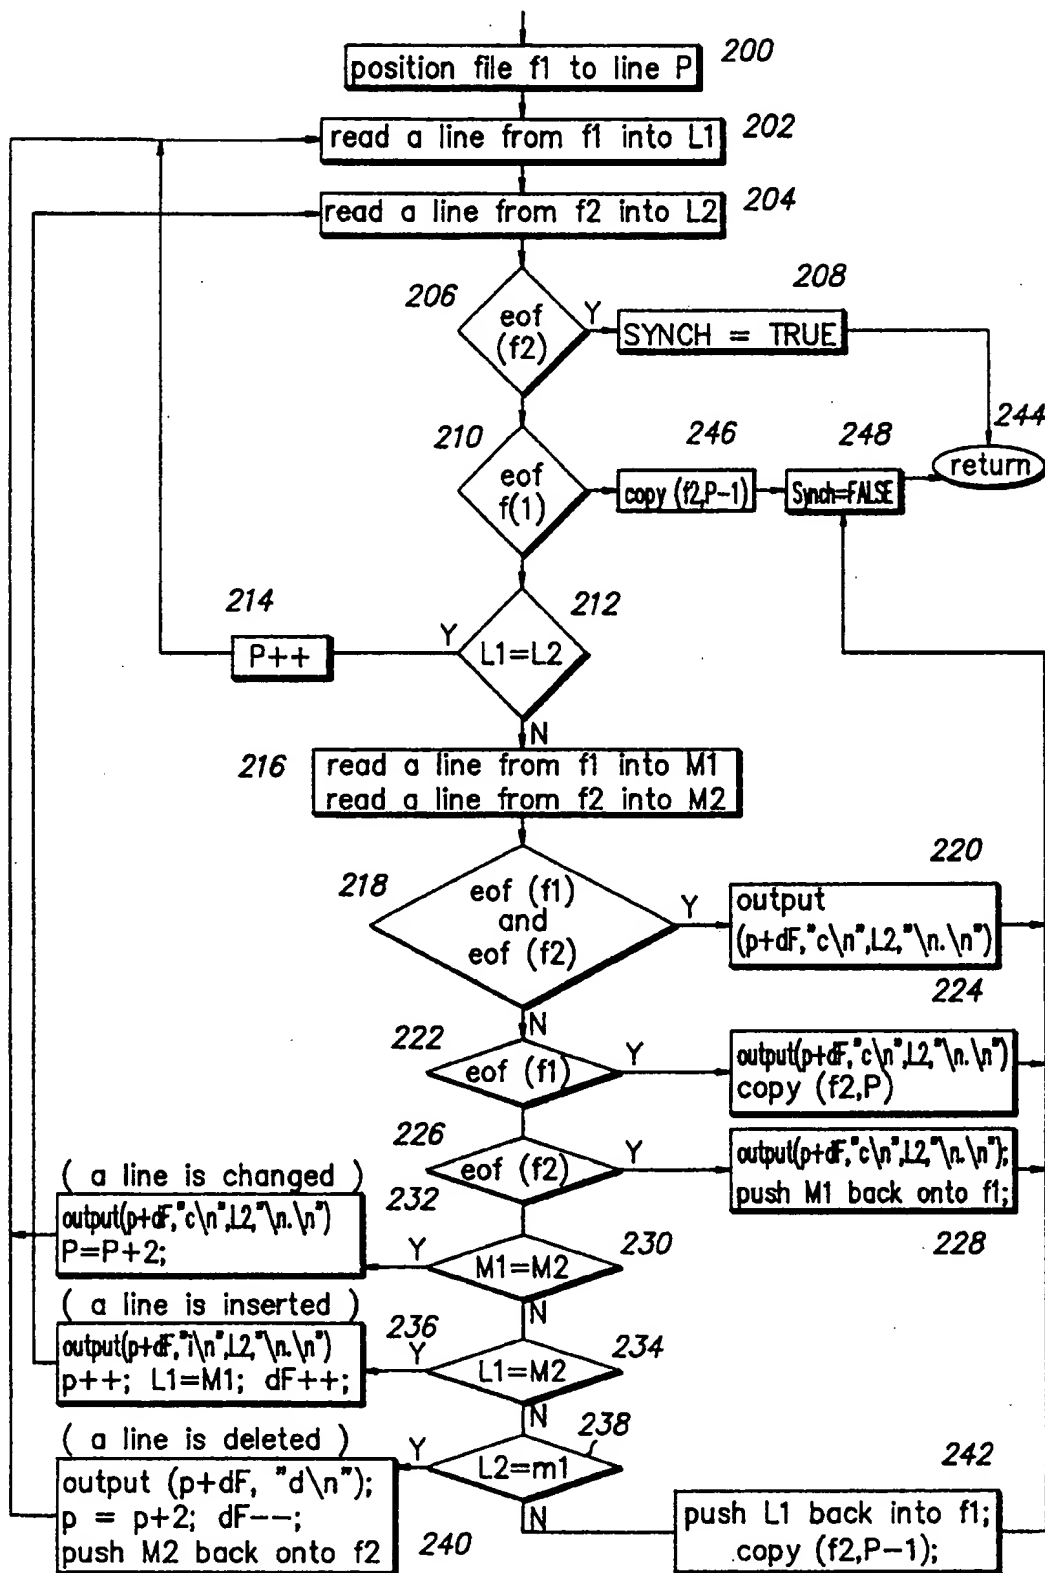 position file f1 to line P
200
read a line from f1 into L1
202
read a line from f2 into L2
204
206
eof
(f2)
Y
208
SYNCH = TRUE
244
return
210
eof
f(1)
246
copy (f2,P-1)
248
Synch=FALSE
214
P++
Y
212
L1=L2
N
216
read a line from f1 into M1
read a line from f2 into M2
218
eof (f1)
and
eof (f2)
Y
220
output
(p+dF,"c\n",L2,"\n.\n")
N
222
eof (f1)
Y
224
output(p+dF,"c\n",L2,"\n.\n")
copy (f2,P)
226
eof (f2)
Y
output(p+dF,"c\n",L2,"\n.\n");
push M1 back onto f1;
228
( a line is changed )
output(p+dF,"c\n",L2,"\n.\n")
P=P+2;
232
Y
M1=M2
230
N
( a line is inserted )
output(p+dF,"i\n",L2,"\n.\n")
p++; L1=M1; dF++;
236
Y
L1=M2
234
N
( a line is deleted )
output (p+dF, "d\n");
p = p+2; dF--;
push M2 back onto f2
240
Y
L2=m1
238
N
242
push L1 back into f1;
copy (f2,P-1);